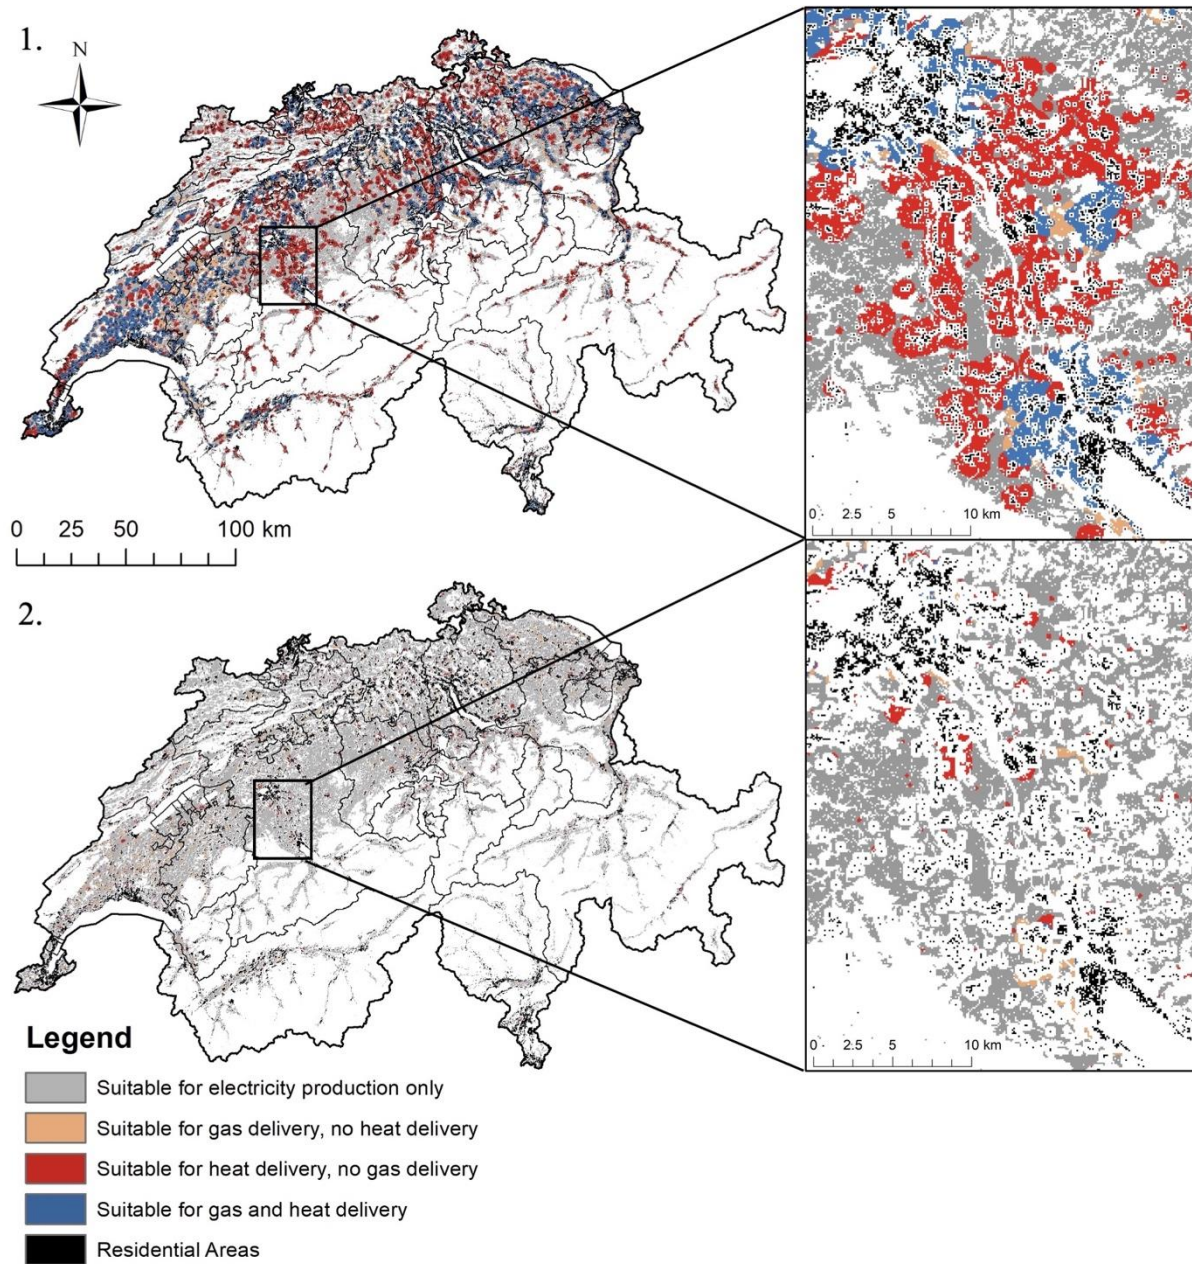 1.
N
0 25 50 100 km
0 2.5 5 10 km
2.
0 2.5 5 10 km
Legend
Suitable for electricity production only
Suitable for gas delivery, no heat delivery
Suitable for heat delivery, no gas delivery
Suitable for gas and heat delivery
Residential Areas